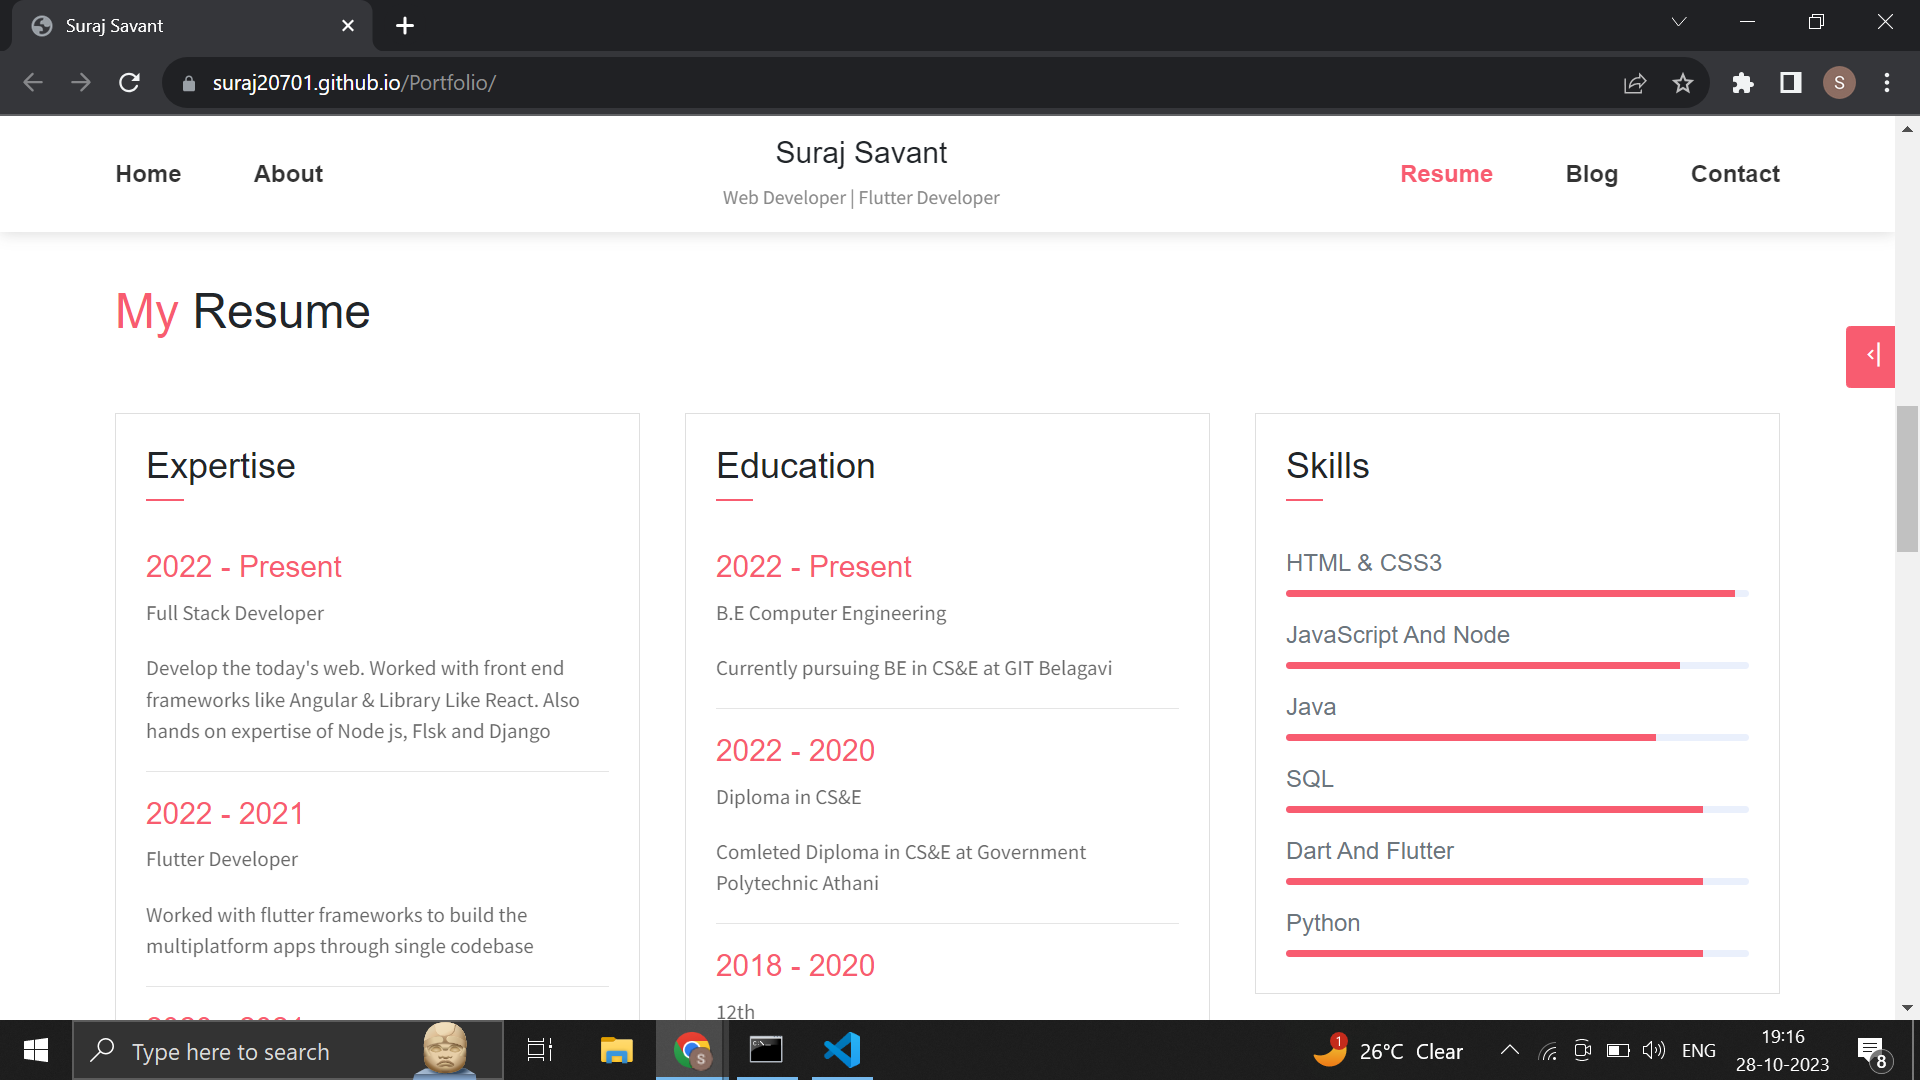 Suraj Savant
suraj20701.github.io/Portfolio/
S
Home
About
Suraj Savant
Web Developer | Flutter Developer
Resume
Blog
Contact
My Resume
Expertise
2022 - Present
Full Stack Developer
Develop the today's web. Worked with front end
frameworks like Angular & Library Like React. Also
hands on expertise of Node js, Flsk and Django
2022 - 2021
Flutter Developer
Worked with flutter frameworks to build the
multiplatform apps through single codebase
Education
2022 - Present
B.E Computer Engineering
Currently pursuing BE in CS&E at GIT Belagavi
2022 - 2020
Diploma in CS&E
Comleted Diploma in CS&E at Government
Polytechnic Athani
2018 - 2020
12th
Skills
HTML & CSS3
JavaScript And Node
Java
SQL
Dart And Flutter
Python
Type here to search
S
1
26°C Clear
ENG
19:16
28-10-2023
8